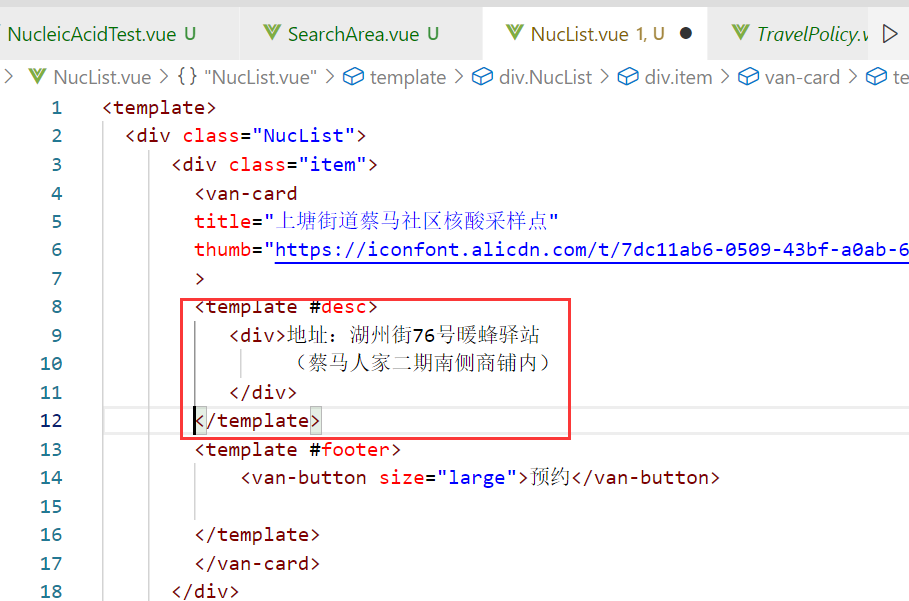 NucleicAcidTest.vue U SearchArea.vue U NucList.vue 1, U TravelPolicy.v
NucList.vue {} "NucList.vue" template div.NucList div.item van-card te
1 <template>
2 <div class="NucList">
3 <div class="item">
4 <van-card
5 title="上塘街道蔡马社区核酸采样点"
6 thumb="https://iconfont.alicdn.com/t/7dc11ab6-0509-43bf-a0ab-6
7 >
8 <template #desc>
9 <div>地址：湖州街76号暖蜂驿站
10 （蔡马人家二期南侧商铺内）
11 </div>
12 </template>
13 <template #footer>
14 <van-button size="large">预约</van-button>
15
16 </template>
17 </van-card>
18 </div>